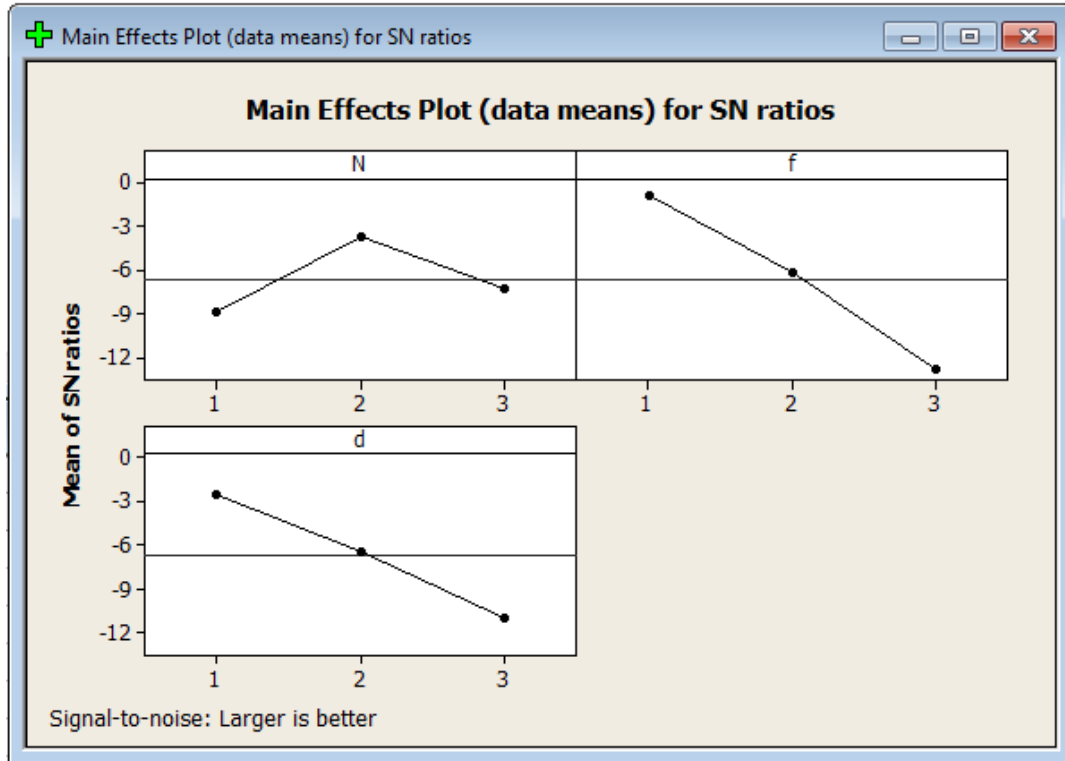 Main Effects Plot (data means) for SN ratios
Main Effects Plot (data means) for SN ratios
Mean of SN ratios
N
f
0
-3
-6
-9
-12
1 2 3 1 2 3
d
0
-3
-6
-9
-12
1 2 3
Signal-to-noise: Larger is better